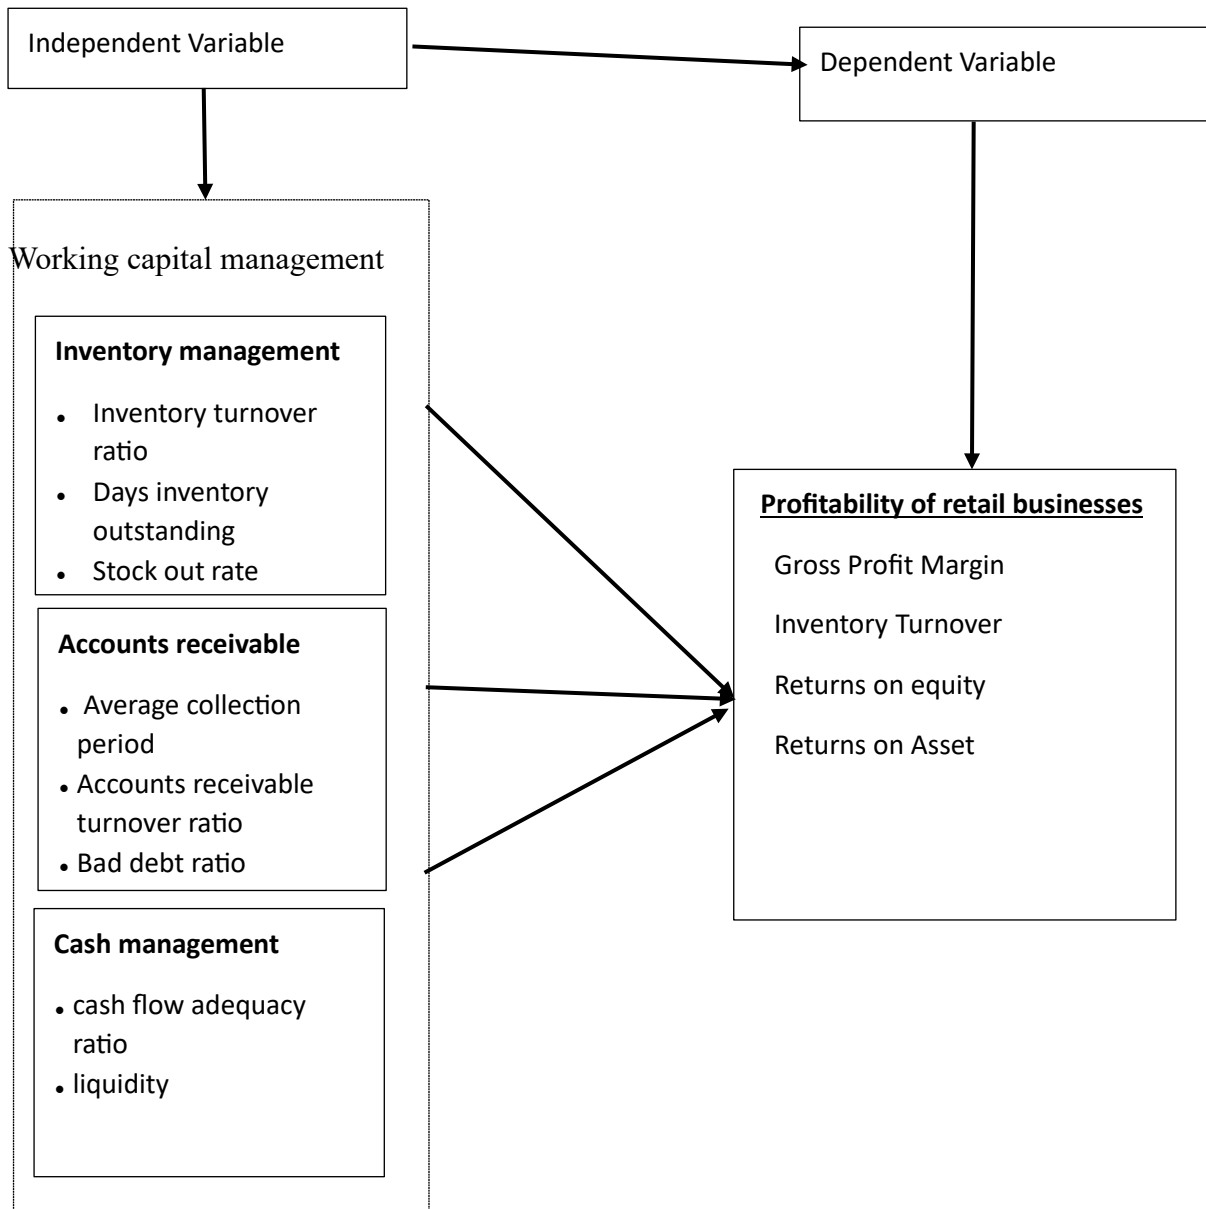 Independent Variable
Dependent Variable
Working capital management
Inventory management
• Inventory turnover
ratio
• Days inventory
outstanding
• Stock out rate
Accounts receivable
• Average collection
period
• Accounts receivable
turnover ratio
• Bad debt ratio
Cash management
• cash flow adequacy
ratio
• liquidity
Profitability of retail businesses
Gross Profit Margin
Inventory Turnover
Returns on equity
Returns on Asset